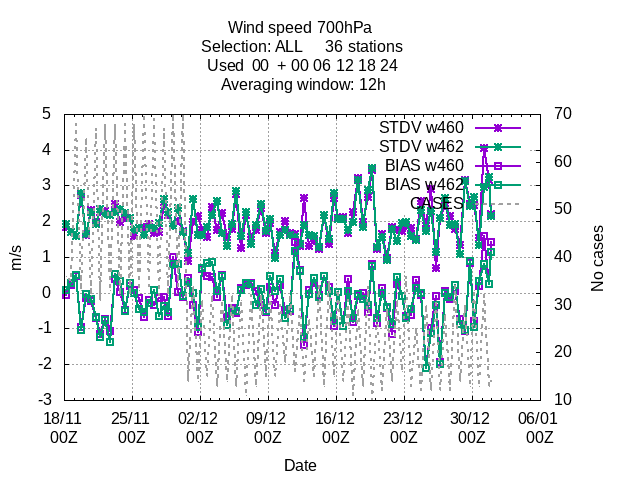 Wind speed 700hPa
Selection: ALL 36 stations
Used 00 + 00 06 12 18 24
Averaging window: 12h
5 70
STDV w460
4 STDV w462
60
BIAS w460
3 BIAS w462
CASES 50
2
1 40
m/s No cases
0
30
-1
20
-2
-3 10
18/11 25/11 02/12 09/12 16/12 23/12 30/12 06/01
00Z 00Z 00Z 00Z 00Z 00Z 00Z 00Z
Date